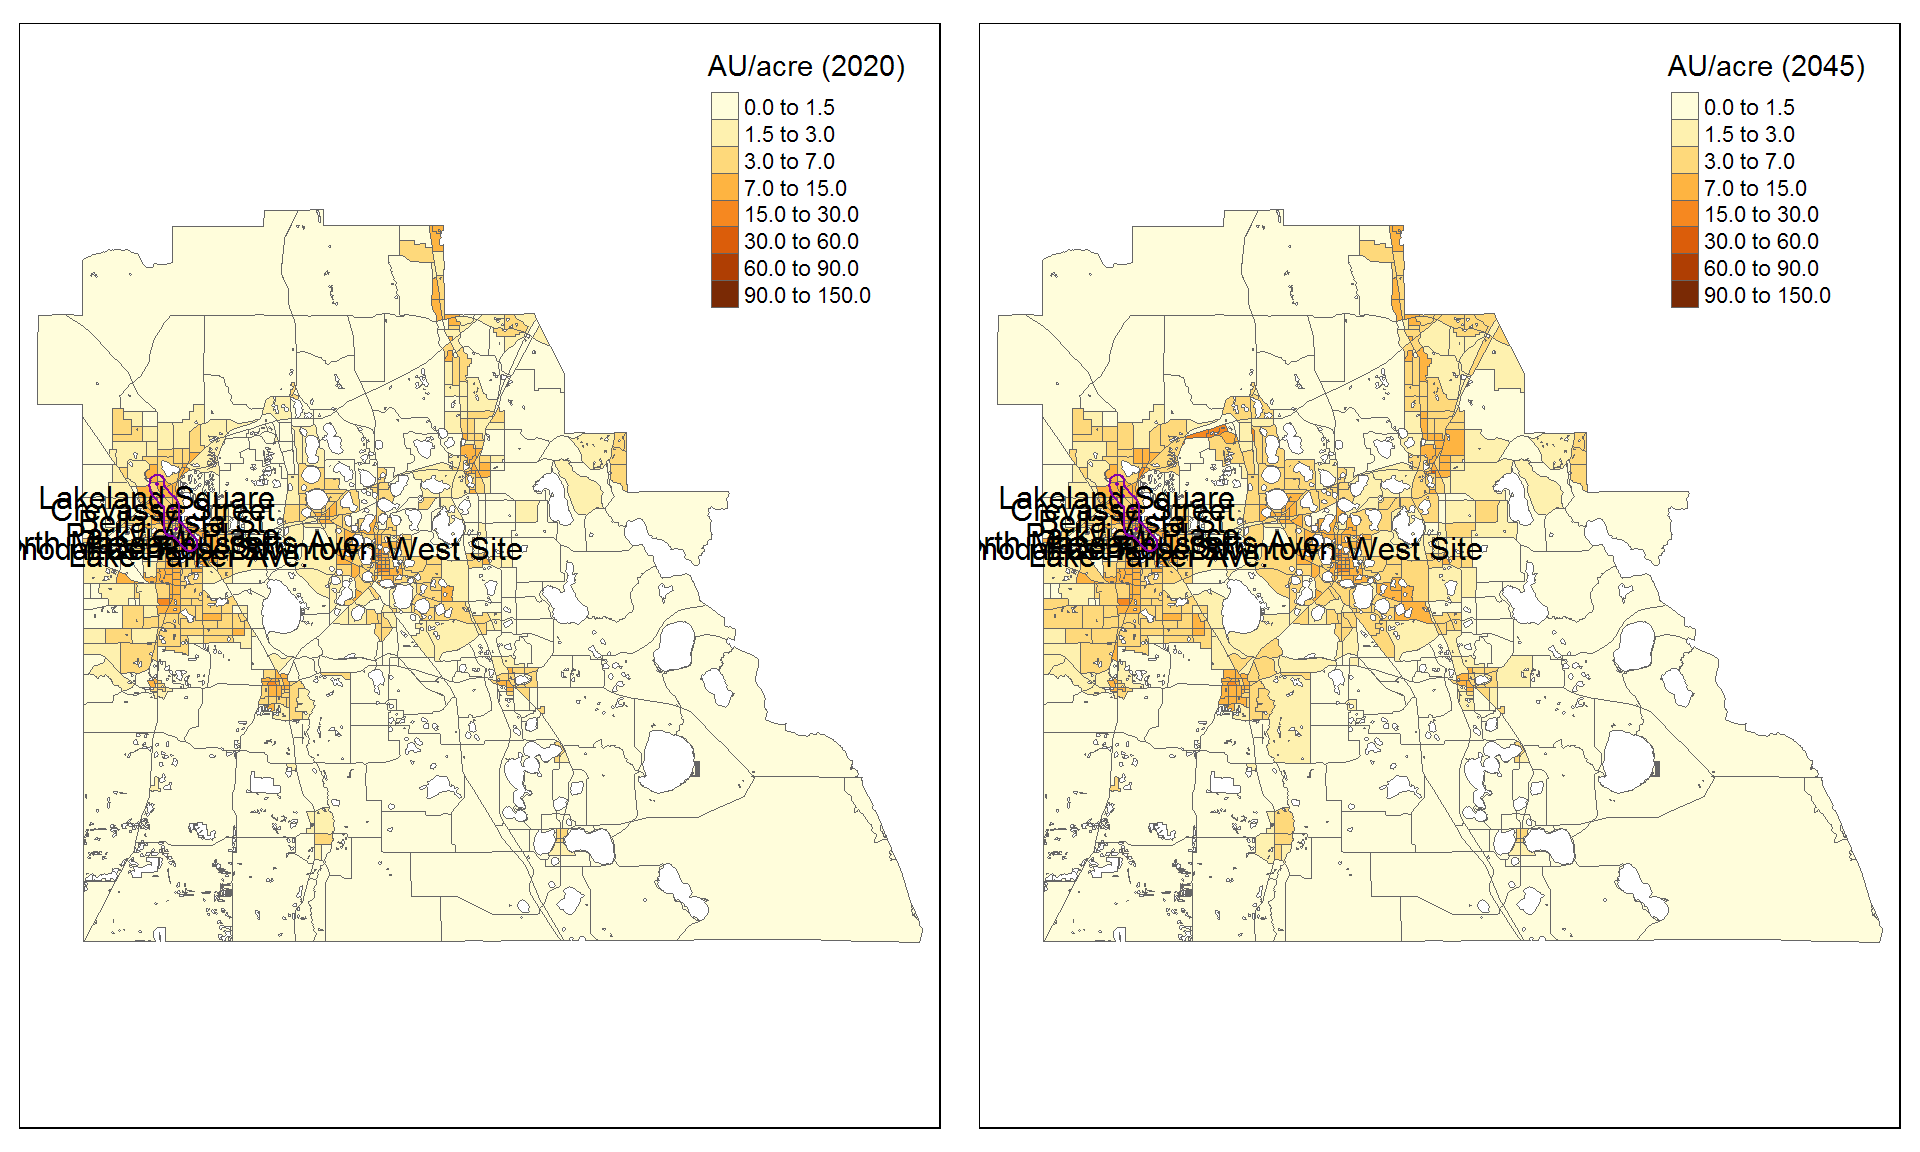 AU/acre (2020)
0.0 to 1.5
1.5 to 3.0
3.0 to 7.0
7.0 to 15.0
15.0 to 30.0
30.0 to 60.0
60.0 to 90.0
90.0 to 150.0
Lakeland Square
Crevasse Street
Bella Vista St.
Ave.
West Site
Lake Parker Ave.
AU/acre (2045)
0.0 to 1.5
1.5 to 3.0
3.0 to 7.0
7.0 to 15.0
15.0 to 30.0
30.0 to 60.0
60.0 to 90.0
90.0 to 150.0
Lakeland Square
Crevasse Street
Bella Vista St.
Ave.
West Site
Lake Parker Ave.